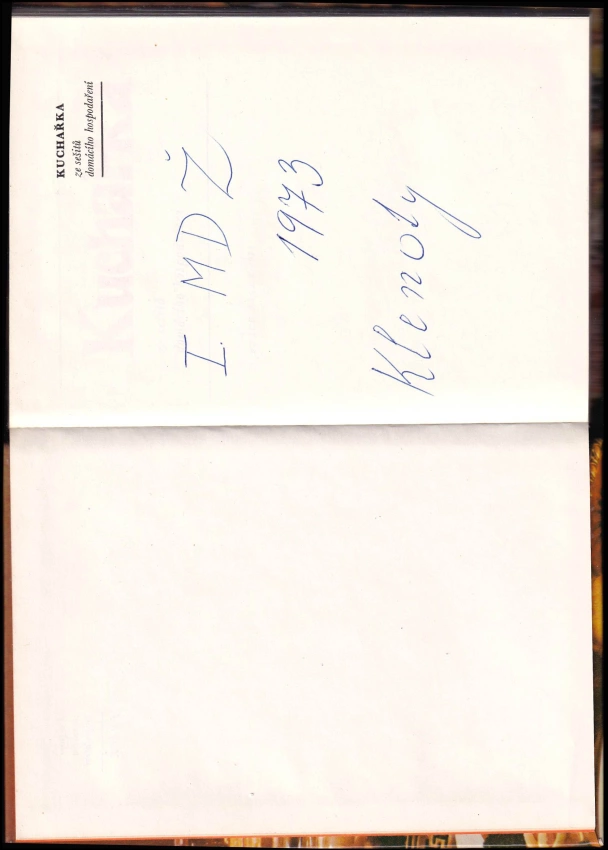 KUCHAŘKA
ze sešitů
domácího hospodaření
I. MDŽ
1973
Klenoty